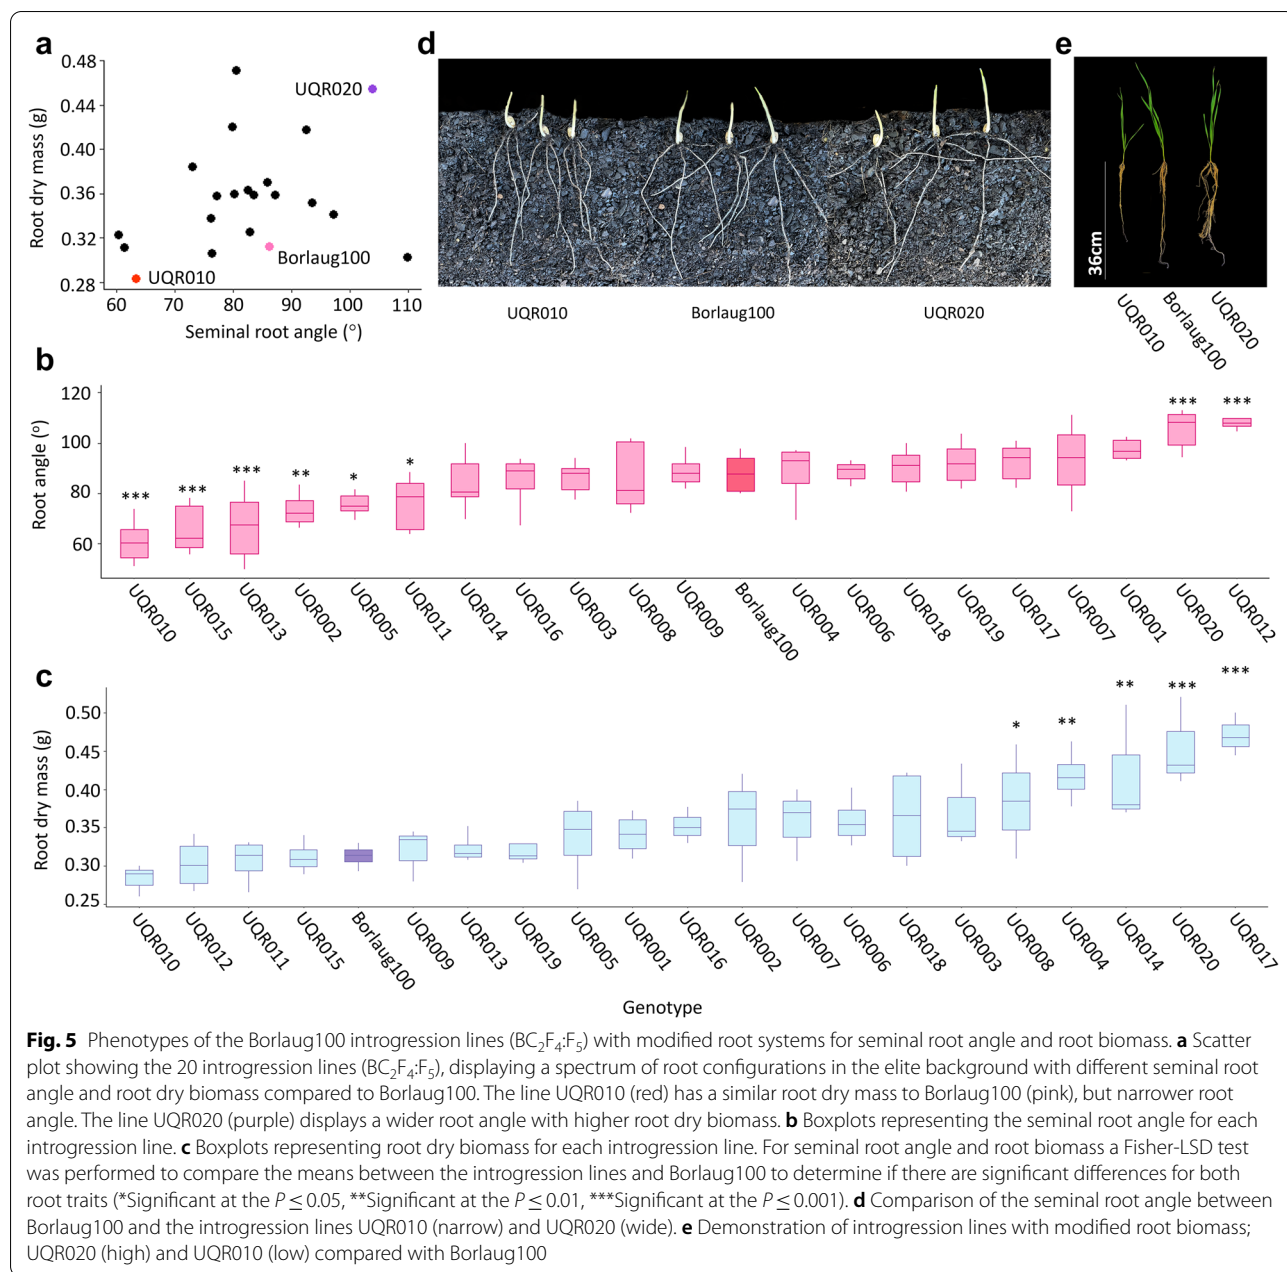 a
0.48
0.44
0.40
0.36
0.32
0.28
Root dry mass (g)
UQR020
Borlaug100
UQR010
60 70 80 90 100 110
Seminal root angle (°)
d
UQR010 Borlaug100 UQR020
e
36cm
UQR010
Borlaug100
UQR020
b
120
100
80
60
Root angle (°)
*** *** *** ** * * *** ***
UQR010 UQR015 UQR013 UQR002 UQR005 UQR011 UQR014 UQR016 UQR003 UQR008 UQR009 Borlaug100 UQR004 UQR006 UQR018 UQR019 UQR017 UQR007 UQR001 UQR020 UQR012
c
0.50
0.45
0.40
0.35
0.30
0.25
Root dry mass (g)
* ** ** *** ***
UQR010 UQR012 UQR011 UQR015 Borlaug100 UQR009 UQR013 UQR019 UQR005 UQR001 UQR016 UQR002 UQR007 UQR006 UQR018 UQR003 UQR008 UQR004 UQR014 UQR020 UQR017
Genotype
Fig. 5 Phenotypes of the Borlaug100 introgression lines (BC₂F₄:F₅) with modified root systems for seminal root angle and root biomass. a Scatter
plot showing the 20 introgression lines (BC₂F₄:F₅), displaying a spectrum of root configurations in the elite background with different seminal root
angle and root dry biomass compared to Borlaug100. The line UQR010 (red) has a similar root dry mass to Borlaug100 (pink), but narrower root
angle. The line UQR020 (purple) displays a wider root angle with higher root dry biomass. b Boxplots representing the seminal root angle for each
introgression line. c Boxplots representing root dry biomass for each introgression line. For seminal root angle and root biomass a Fisher-LSD test
was performed to compare the means between the introgression lines and Borlaug100 to determine if there are significant differences for both
root traits (*Significant at the P ≤ 0.05, **Significant at the P ≤ 0.01, ***Significant at the P ≤ 0.001). d Comparison of the seminal root angle between
Borlaug100 and the introgression lines UQR010 (narrow) and UQR020 (wide). e Demonstration of introgression lines with modified root biomass;
UQR020 (high) and UQR010 (low) compared with Borlaug100